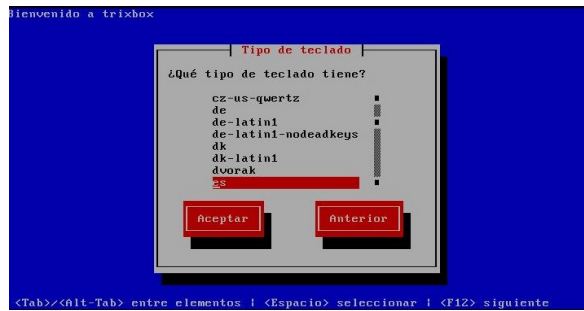 Bienvenido a trixbox
Tipo de teclado
¿Qué tipo de teclado tiene?
cz-us-qwertz
de
de-latin1
de-latin1-nodeadkeys
dk
dk-latin1
dvorak
es
Aceptar Anterior
<Tab>/<Alt-Tab> entre elementos | <Espacio> seleccionar | <F12> siguiente